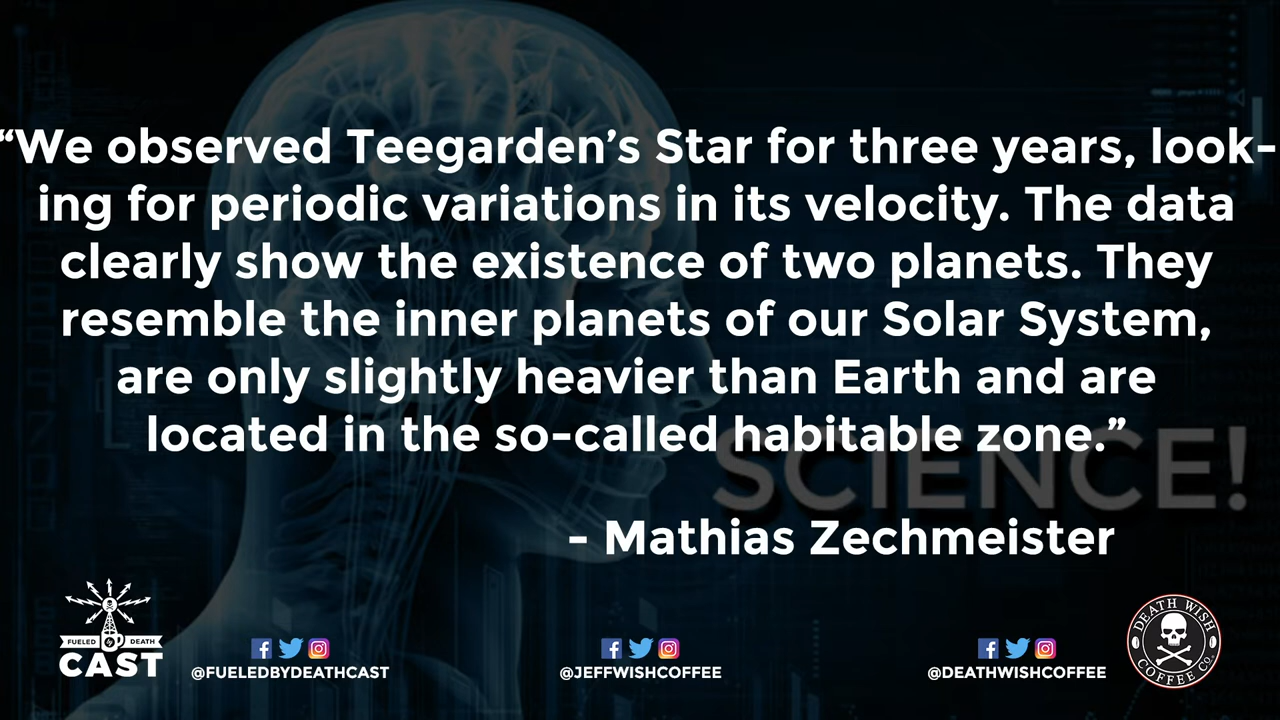 “We observed Teegarden’s Star for three years, look-
ing for periodic variations in its velocity. The data
clearly show the existence of two planets. They
resemble the inner planets of our Solar System,
are only slightly heavier than Earth and are
located in the so-called habitable zone.”
SCIENCE!
- Mathias Zechmeister
FUELED DEATH
CAST
@FUELEDBYDEATHCAST
@JEFFWISHCOFFEE
@DEATHWISHCOFFEE
DEATH WISH
COFFEE Co.